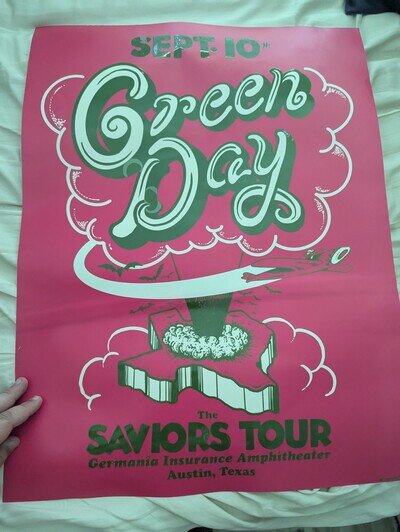 SEPT. 10TH
Green
Day
The
SAVIORS TOUR
Germania Insurance Amphitheater
Austin, Texas